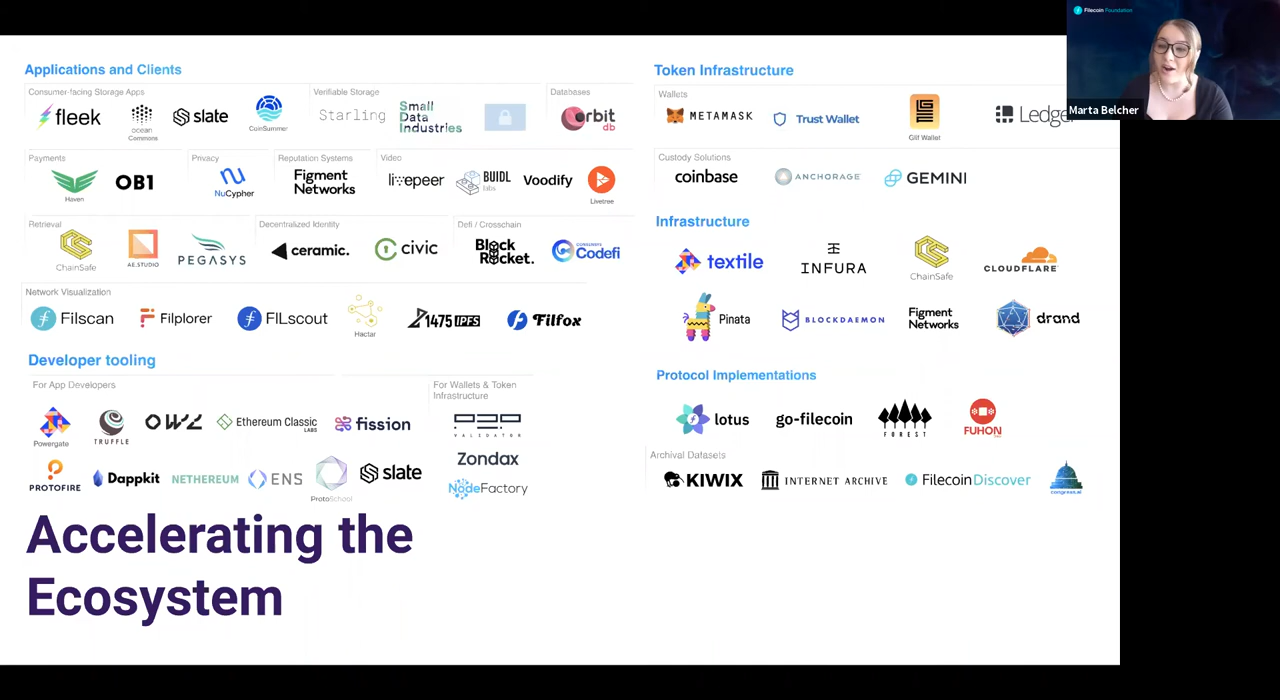 Applications and Clients
Consumer-facing Storage Apps
fleek
ocean
Commons
slate
CoinSummer
Verifiable Storage
Starling
Small
Data
Industries
Databases
Orbit
db
Payments
Haven
OB1
Privacy
NuCypher
Reputation Systems
Figment
Networks
Video
livepeer
BUIDL
labs
Voodify
Livetree
Retrieval
ChainSafe
AE.STUDIO
PEGASYS
Decentralized Identity
ceramic.
civic
Defi / Crosschain
Block
Rocket.
CONSENSYS
Codefi
Network Visualization
Filscan
Filplorer
FILscout
Hactar
1475 IPFS
Filfox
Developer tooling
For App Developers
Powergate
TRUFFLE
Ethereum Classic
LABS
fission
PROTOFIRE
Dappkit
NETHEREUM
ENS
ProtoSchool
slate
For Wallets & Token
Infrastructure
VALIDATOR
Zondax
NodeFactory
Accelerating the
Ecosystem
Token Infrastructure
Wallets
METAMASK
Trust Wallet
Glif Wallet
Ledger
Custody Solutions
coinbase
ANCHORAGE
GEMINI
Infrastructure
textile
INFURA
ChainSafe
CLOUDFLARE
Pinata
BLOCKDAEMON
Figment
Networks
drand
Protocol Implementations
lotus
go-filecoin
FOREST
FUHON
Archival Datasets
KIWIX
INTERNET ARCHIVE
Filecoin Discover
congress.ai
Filecoin Foundation
Marta Belcher